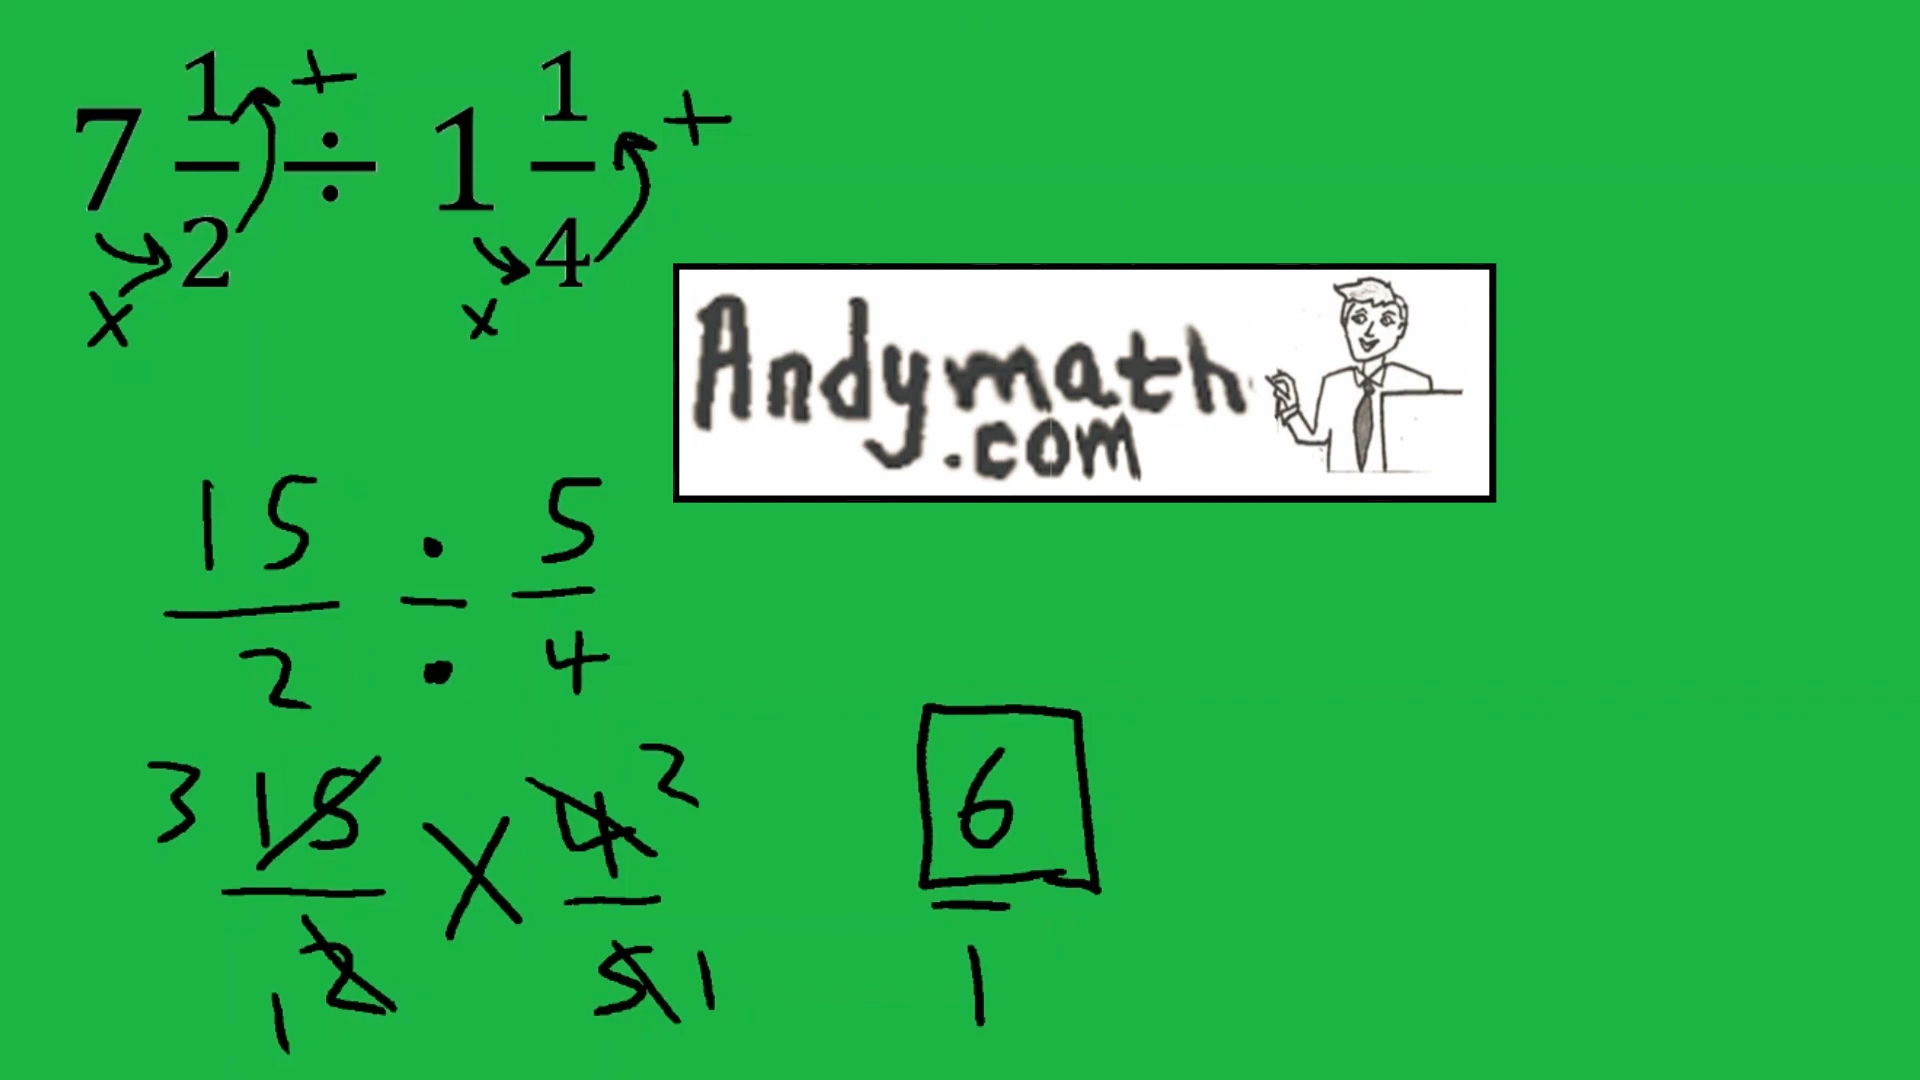 7 1/2 ÷ 1 1/4
+ +
x x
Andymath
.com
15/2 ÷ 5/4
3 15/2 1 X 4/5 2 1
6/1